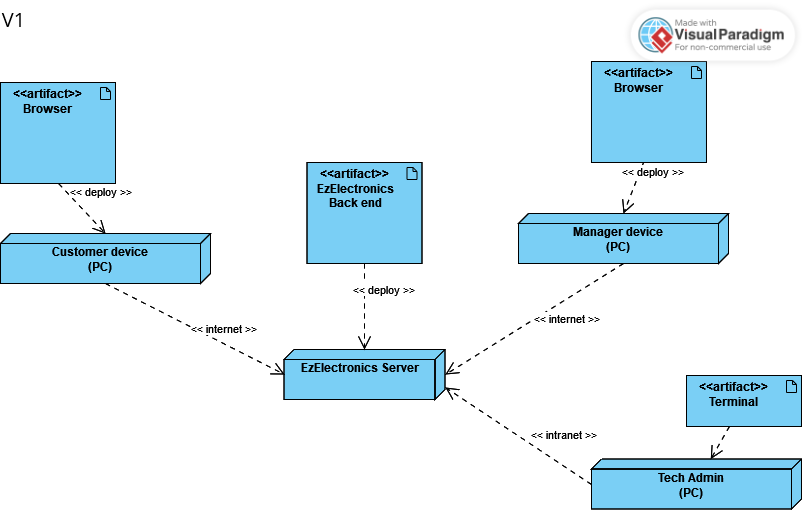 V1
Made with
Visual Paradigm
For non-commercial use
<<artifact>>
Browser
<<artifact>>
Browser
<<artifact>>
EzElectronics
Back end
<< deploy >>
<< deploy >>
Customer device
(PC)
Manager device
(PC)
<< deploy >>
<< internet >>
<< internet >>
EzElectronics Server
<<artifact>>
Terminal
<< intranet >>
Tech Admin
(PC)